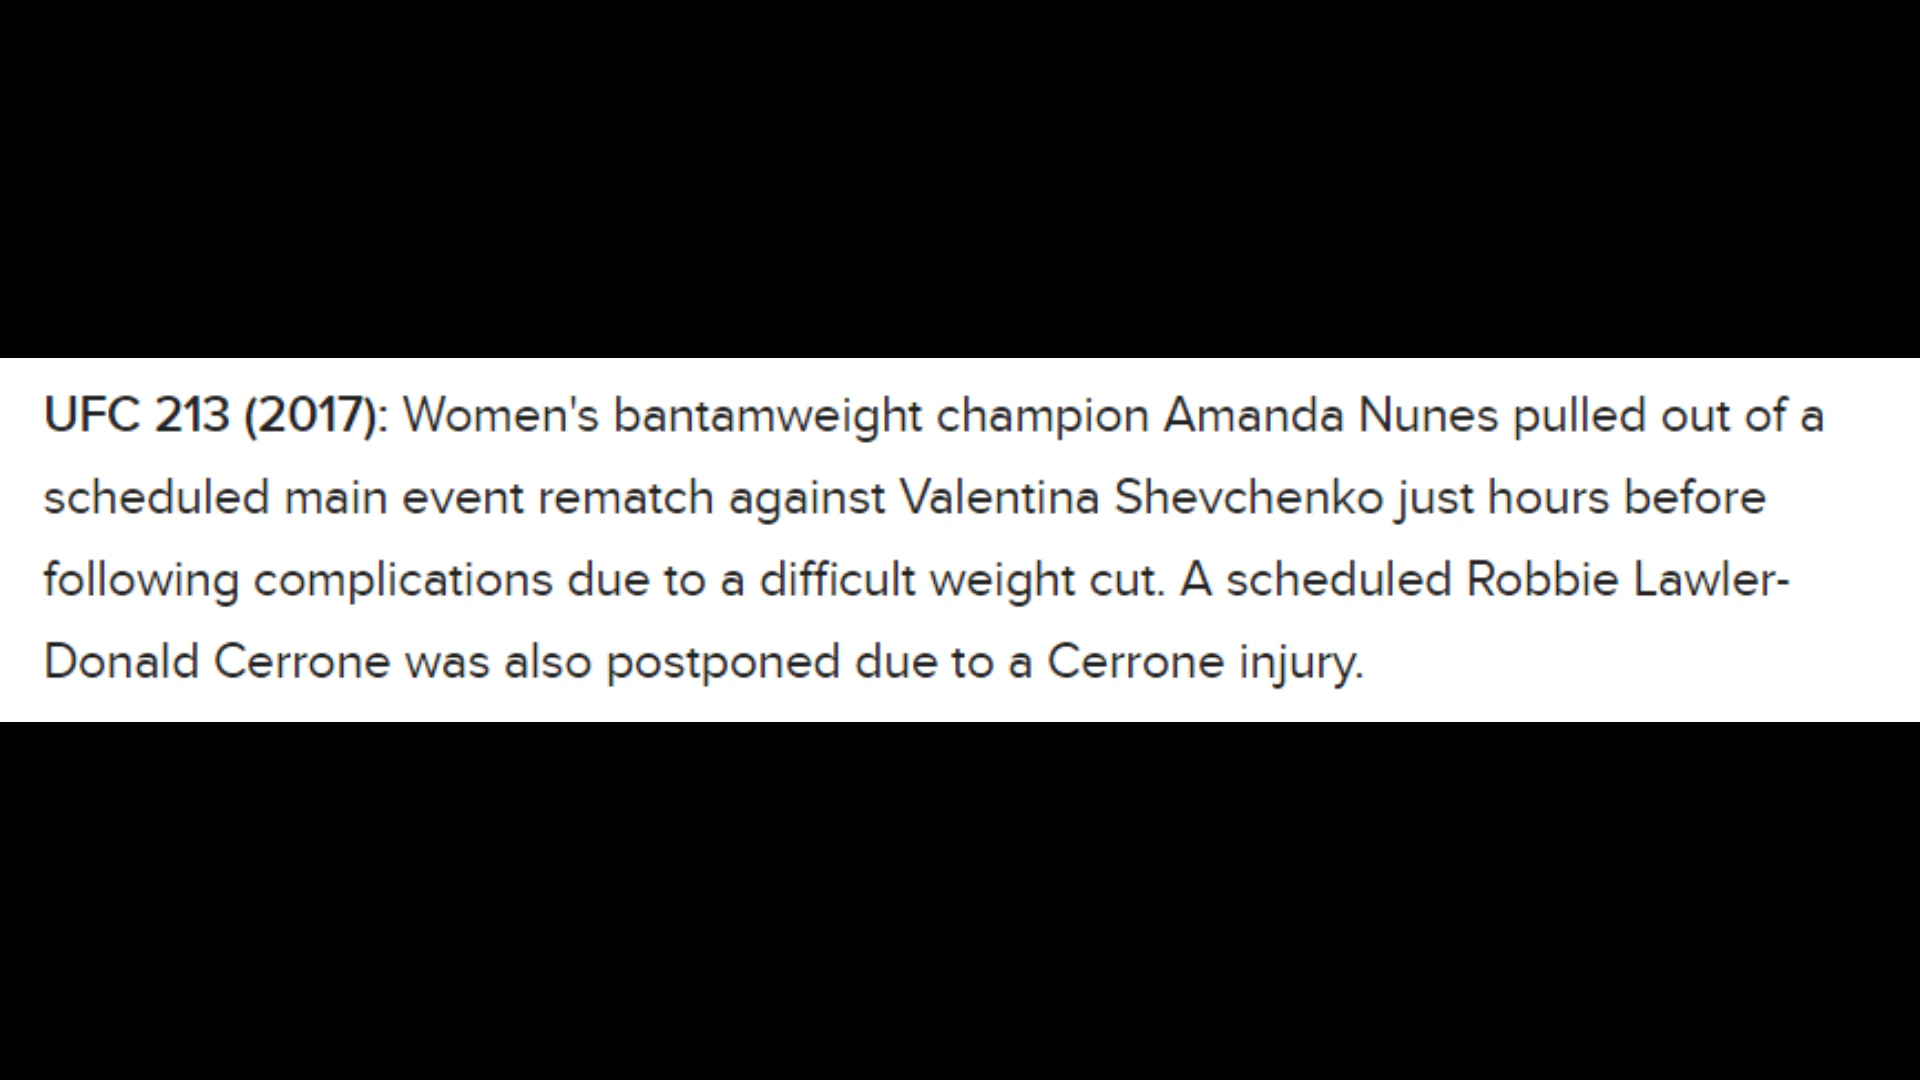 UFC 213 (2017): Women's bantamweight champion Amanda Nunes pulled out of a
scheduled main event rematch against Valentina Shevchenko just hours before
following complications due to a difficult weight cut. A scheduled Robbie Lawler-
Donald Cerrone was also postponed due to a Cerrone injury.